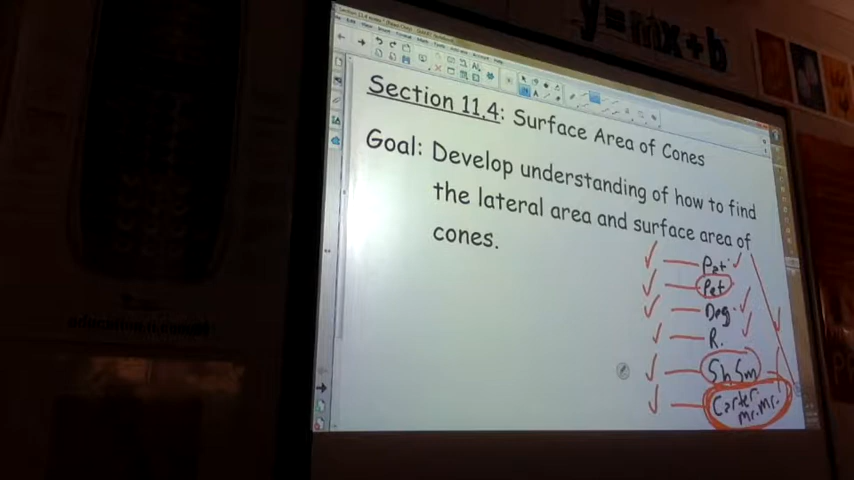 y=mx+b
Section 11.4: Surface Area of Cones
Goal: Develop understanding of how to find
the lateral area and surface area of
cones.
Pet
Pet
Deg
R.
Sh Sm
Carter.
Mr. Mr.